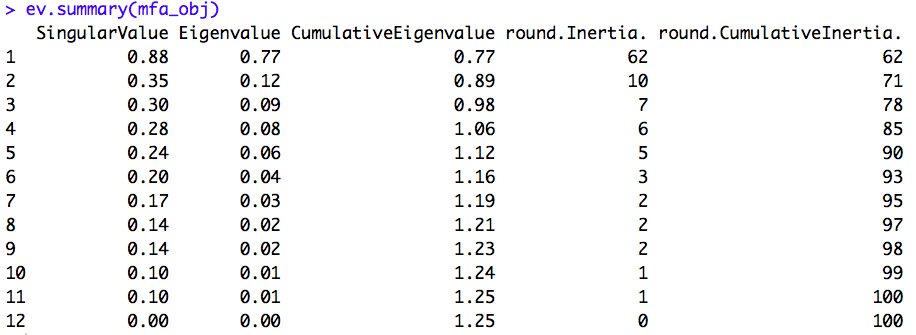 > ev.summary(mfa_obj)
SingularValue Eigenvalue CumulativeEigenvalue round.Inertia. round.CumulativeInertia.
1 0.88 0.77 0.77 62 62
2 0.35 0.12 0.89 10 71
3 0.30 0.09 0.98 7 78
4 0.28 0.08 1.06 6 85
5 0.24 0.06 1.12 5 90
6 0.20 0.04 1.16 3 93
7 0.17 0.03 1.19 2 95
8 0.14 0.02 1.21 2 97
9 0.14 0.02 1.23 2 98
10 0.10 0.01 1.24 1 99
11 0.10 0.01 1.25 1 100
12 0.00 0.00 1.25 0 100